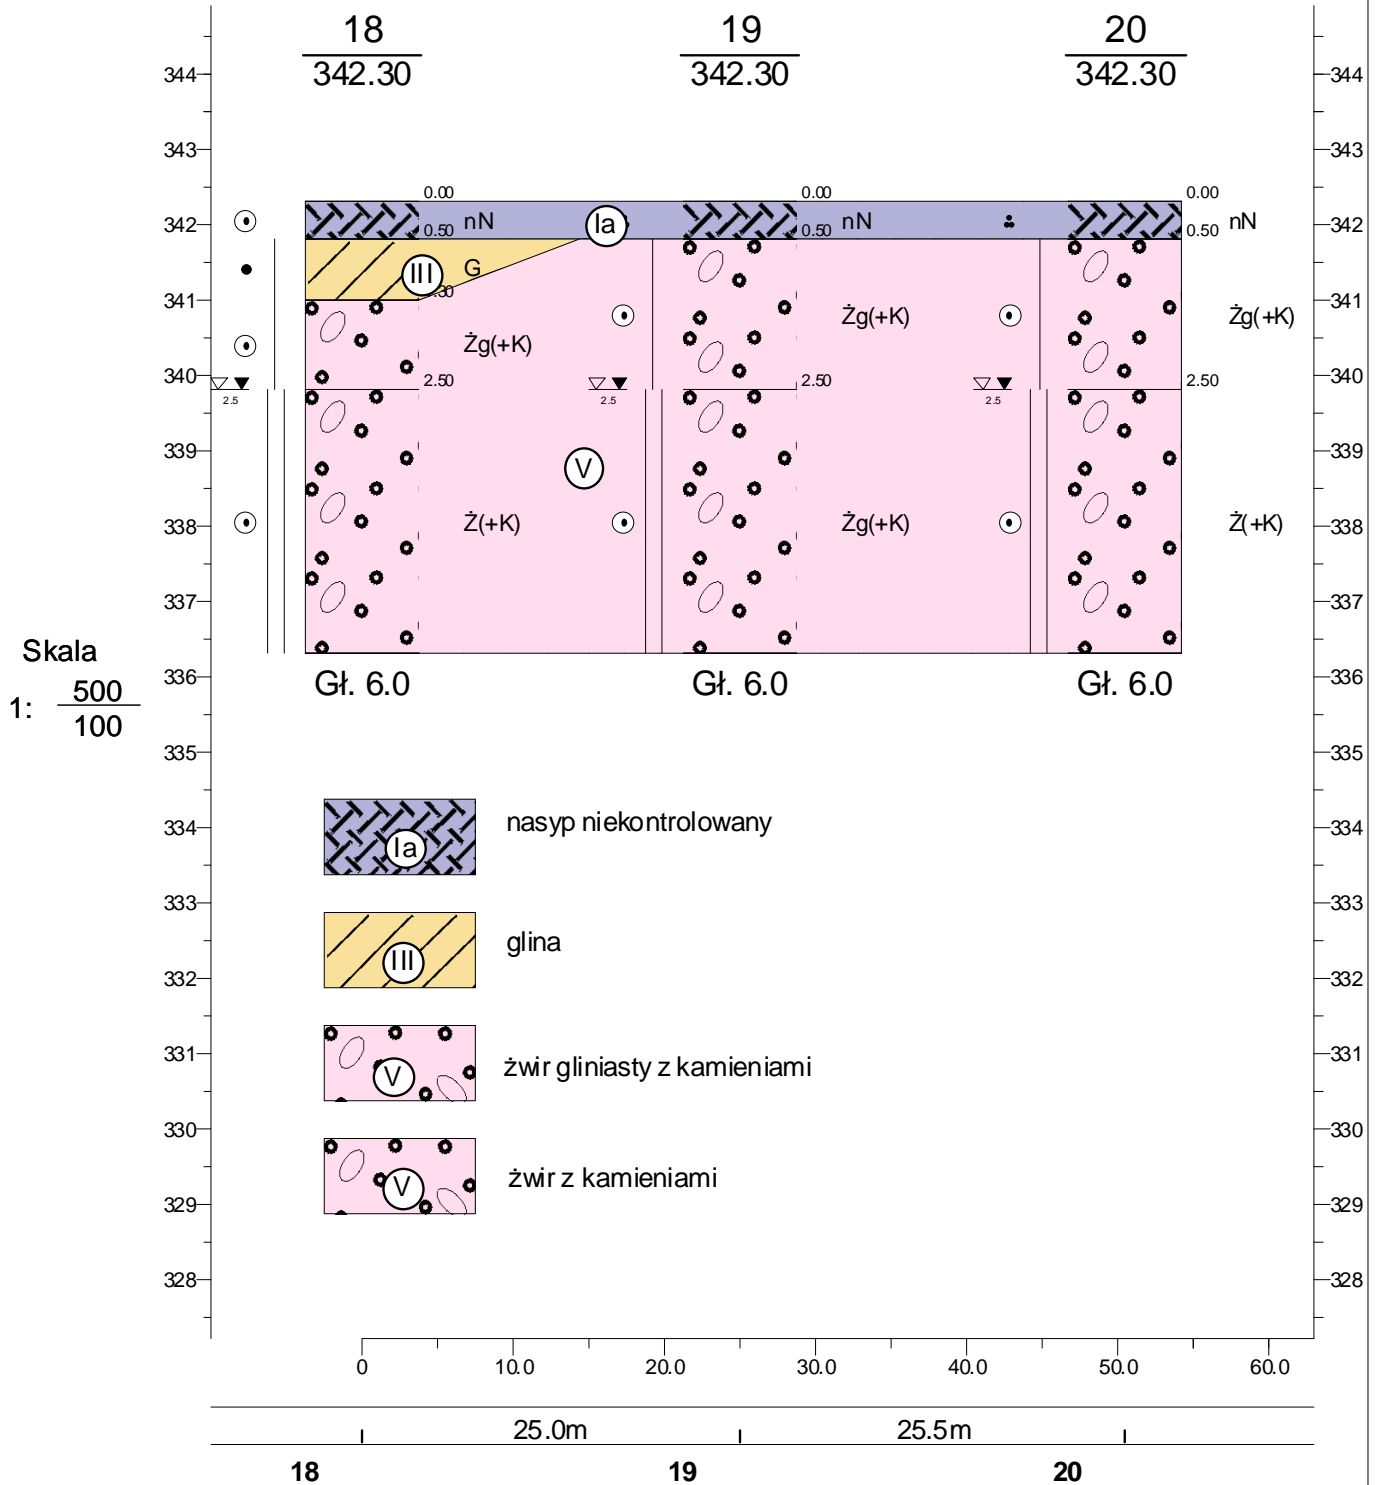 18 19 20
342.30 342.30 342.30
344 344
343 343
0.00 0.00 0.00
342 nN Ia nN nN 342
0.50 0.50 0.50
III G
341 341
Żg(+K) Żg(+K) Żg(+K)
Żg(+K)
340 2.50 2.50 2.50 340
2.5 2.5 2.5
339 339
V
338 Ż(+K) Żg(+K) Ż(+K) 338
337 337
Skala
336 336
Gł. 6.0 Gł. 6.0 Gł. 6.0
1: 500
100
335 335
334 nasyp niekontrolowany 334
Ia
333 333
glina
III
332 332
331 331
V żwir gliniasty z kamieniami
330 330
V żwir z kamieniami
329 329
328 328
0 10.0 20.0 30.0 40.0 50.0 60.0
25.0m 25.5m
18 19 20